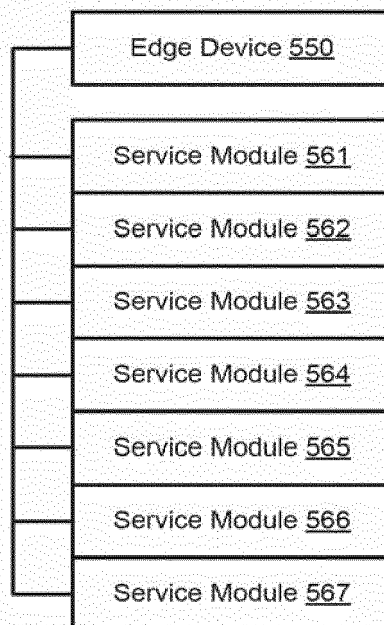 Edge Device 550
Service Module 561
Service Module 562
Service Module 563
Service Module 564
Service Module 565
Service Module 566
Service Module 567